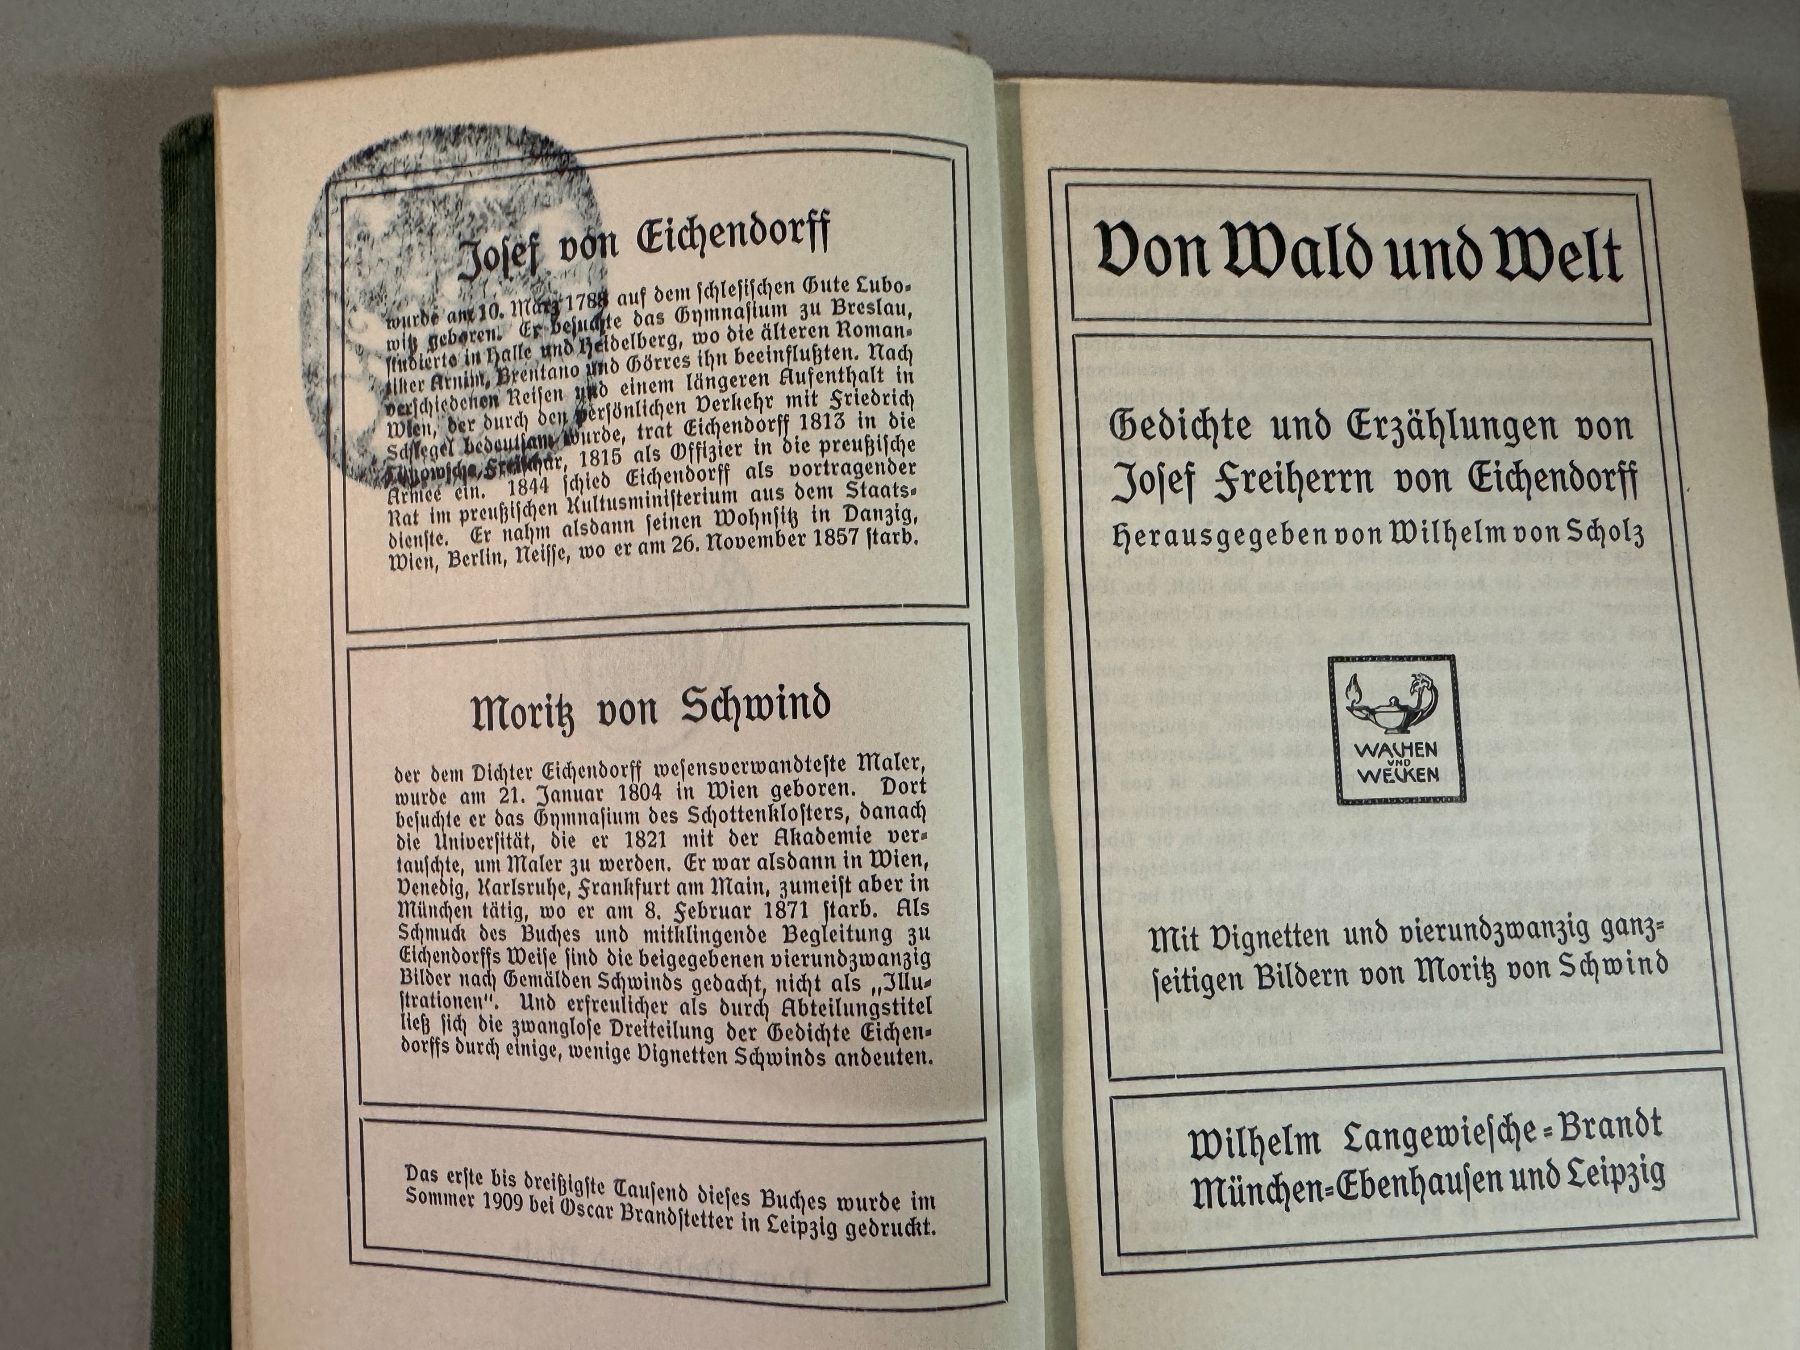 Josef von Eichendorff
wurde am 10. März 1788 auf dem schlesischen Gute Lubo-
witz geboren. Er besuchte das Gymnasium zu Breslau,
studierte in Halle und Heidelberg, wo die älteren Roman-
tiker Arnim, Brentano und Görres ihn beeinflußten. Nach
verschiedenen Reisen und einem längeren Aufenthalt in
Wien, der durch den persönlichen Verkehr mit Friedrich
Schlegel bedeutsam wurde, trat Eichendorff 1813 in die
Lützowsche Freischar, 1815 als Offizier in die preußische
Armee ein. 1844 schied Eichendorff als vortragender
Rat im preußischen Kultusministerium aus dem Staats-
dienste. Er nahm alsdann seinen Wohnsitz in Danzig,
Wien, Berlin, Neisse, wo er am 26. November 1857 starb.
Moritz von Schwind
der dem Dichter Eichendorff wesensverwandteste Maler,
wurde am 21. Januar 1804 in Wien geboren. Dort
besuchte er das Gymnasium des Schottenklosters, danach
die Universität, die er 1821 mit der Akademie ver-
tauschte, um Maler zu werden. Er war alsdann in Wien,
Venedig, Karlsruhe, Frankfurt am Main, zumeist aber in
München tätig, wo er am 8. Februar 1871 starb. Als
Schmuck des Buches und mitklingende Begleitung zu
Eichendorffs Weise sind die beigegebenen vierundzwanzig
Bilder nach Gemälden Schwinds gedacht, nicht als „Illu-
strationen". Und erfreulicher als durch Abteilungstitel
ließ sich die zwanglose Dreiteilung der Gedichte Eichen-
dorffs durch einige, wenige Vignetten Schwinds andeuten.
Das erste bis dreißigste Tausend dieses Buches wurde im
Sommer 1909 bei Oscar Brandstetter in Leipzig gedruckt.
Von Wald und Welt
Gedichte und Erzählungen von
Josef Freiherrn von Eichendorff
Herausgegeben von Wilhelm von Scholz
WACHEN
UND
WECKEN
Mit Vignetten und vierundzwanzig ganz-
seitigen Bildern von Moritz von Schwind
Wilhelm Langewiesche-Brandt
München-Ebenhausen und Leipzig